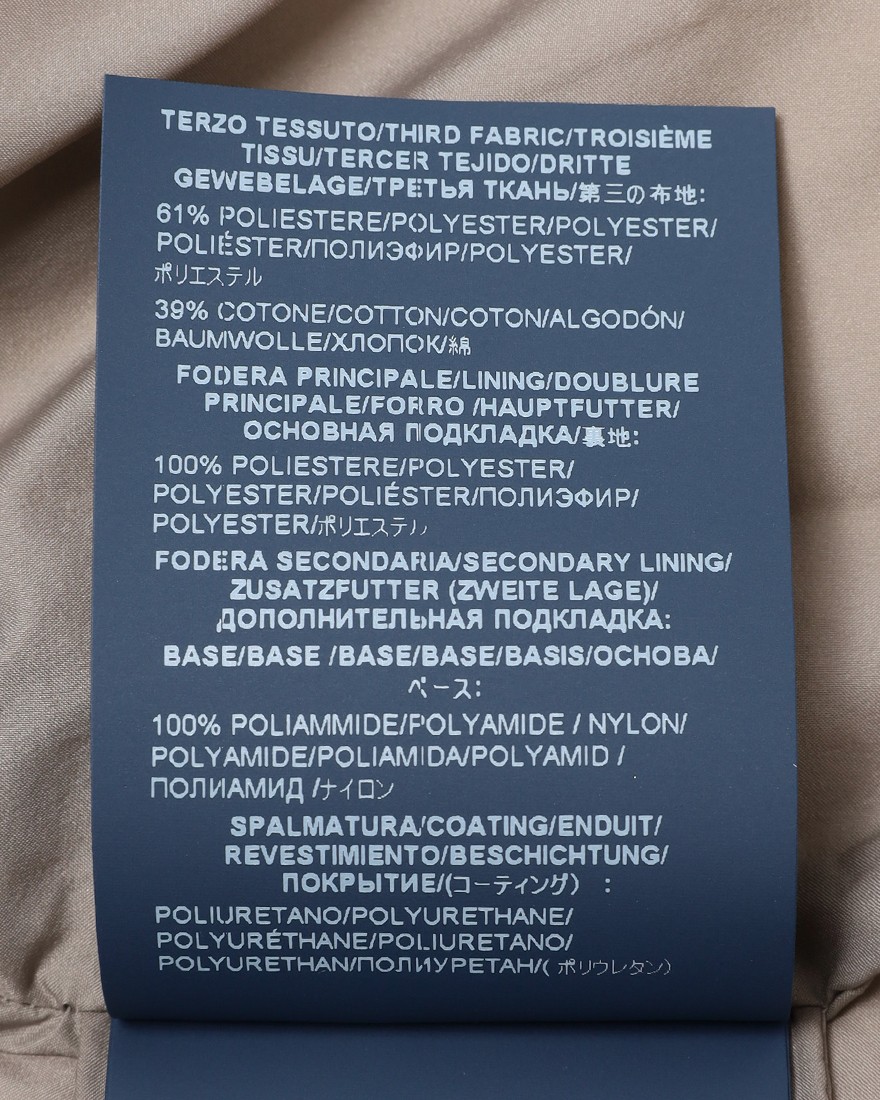 TERZO TESSUTO/THIRD FABRIC/TROISIÈME
TISSU/TERCER TEJIDO/DRITTE
GEWEBELAGE/ТРЕТЬЯ ТКАНЬ/第三の布地:
61% POLIESTERE/POLYESTER/POLYESTER/
POLIÉSTER/ПОЛИЭФИР/POLYESTER/
ポリエステル
39% COTONE/COTTON/COTON/ALGODÓN/
BAUMWOLLE/ХЛОПОК/綿
FODERA PRINCIPALE/LINING/DOUBLURE
PRINCIPALE/FORRO /HAUPTFUTTER/
ОСНОВНАЯ ПОДКЛАДКА/裏地:
100% POLIESTERE/POLYESTER/
POLYESTER/POLIÉSTER/ПОЛИЭФИР/
POLYESTER/ポリエステル
FODERA SECONDARIA/SECONDARY LINING/
ZUSATZFUTTER (ZWEITE LAGE)/
ДОПОЛНИТЕЛЬНАЯ ПОДКЛАДКА:
BASE/BASE /BASE/BASE/BASIS/ОСНОВА/
ベース:
100% POLIAMMIDE/POLYAMIDE / NYLON/
POLYAMIDE/POLIAMIDA/POLYAMID /
ПОЛИАМИД /ナイロン
SPALMATURA/COATING/ENDUIT/
REVESTIMIENTO/BESCHICHTUNG/
ПОКРЫТИЕ/(コーティング) :
POLIURETANO/POLYURETHANE/
POLYURÉTHANE/POLIURETANO/
POLYURETHAN/ПОЛИУРЕТАН/( ポリウレタン)